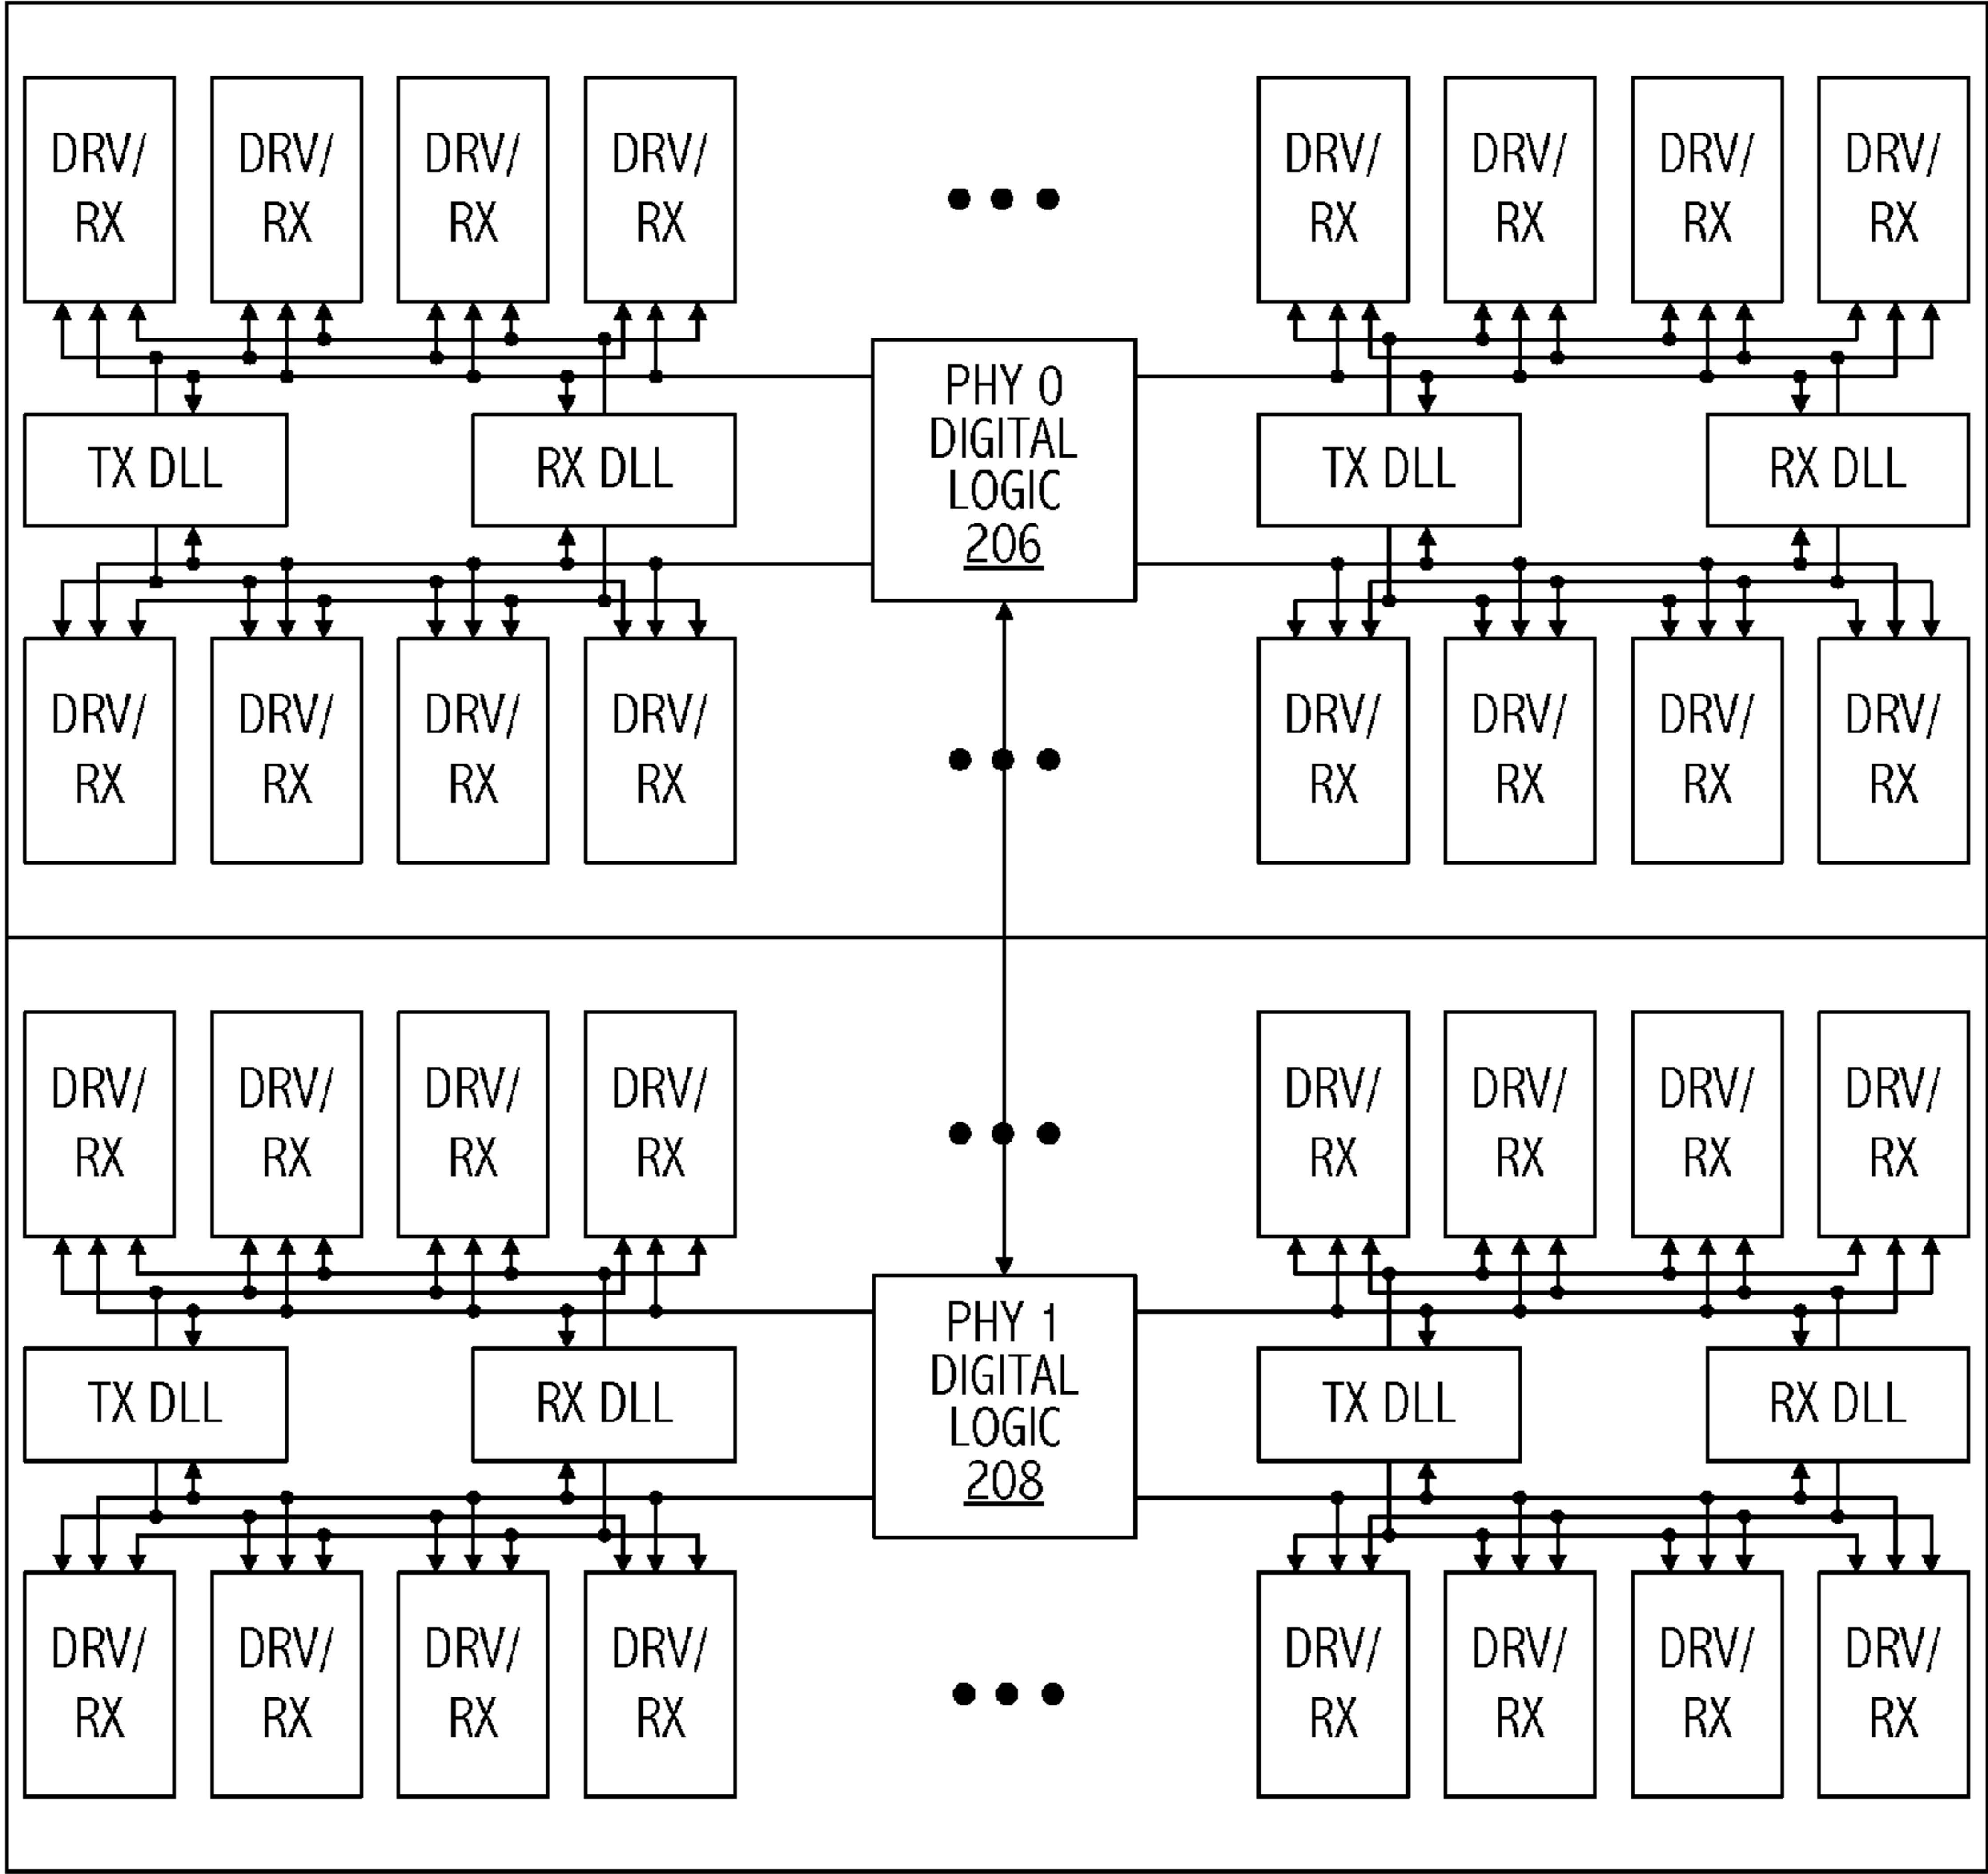 DRV/
RX
DRV/
RX
DRV/
RX
DRV/
RX
DRV/
RX
DRV/
RX
DRV/
RX
DRV/
RX
TX DLL
RX DLL
PHY 0
DIGITAL
LOGIC
206
TX DLL
RX DLL
DRV/
RX
DRV/
RX
DRV/
RX
DRV/
RX
DRV/
RX
DRV/
RX
DRV/
RX
DRV/
RX
DRV/
RX
DRV/
RX
DRV/
RX
DRV/
RX
DRV/
RX
DRV/
RX
DRV/
RX
DRV/
RX
TX DLL
RX DLL
PHY 1
DIGITAL
LOGIC
208
TX DLL
RX DLL
DRV/
RX
DRV/
RX
DRV/
RX
DRV/
RX
DRV/
RX
DRV/
RX
DRV/
RX
DRV/
RX